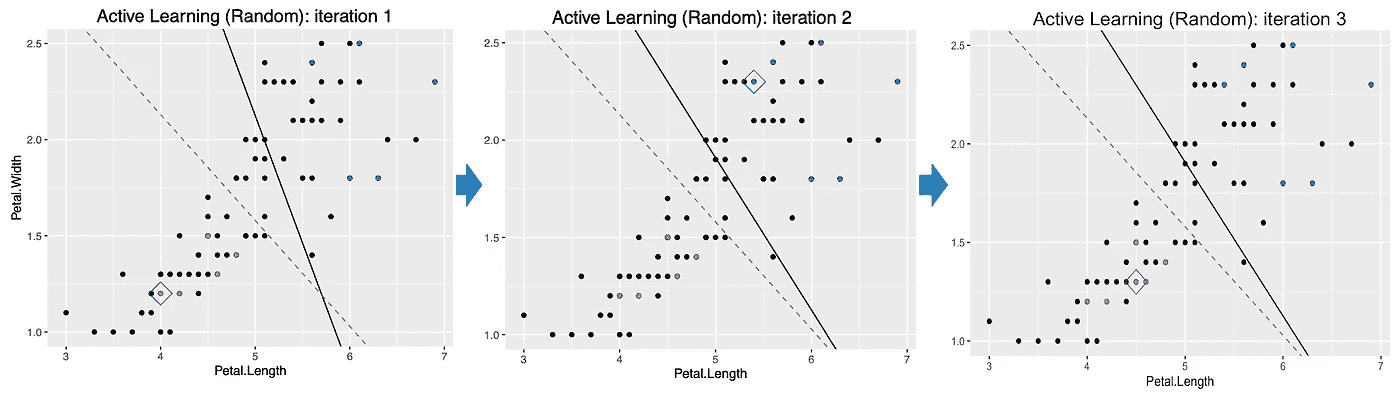 Active Learning (Random): iteration 1
2.5
2.0
1.5
1.0
Petal.Width
3 4 5 6 7
Petal.Length
Active Learning (Random): iteration 2
2.5
2.0
1.5
1.0
3 4 5 6 7
Petal.Length
Active Learning (Random): iteration 3
2.5
2.0
1.5
1.0
3 4 5 6 7
Petal.Length